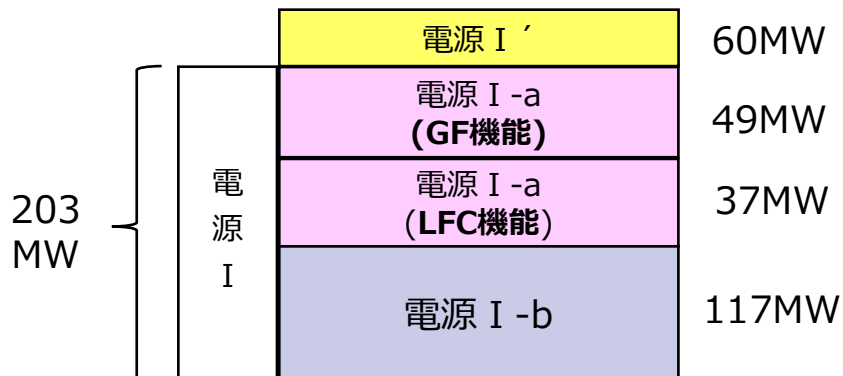 電源Ⅰ´
60MW
電源Ⅰ-a
(GF機能)
49MW
電源Ⅰ-a
(LFC機能)
37MW
電源Ⅰ-b
117MW
電
源
Ⅰ
203
MW